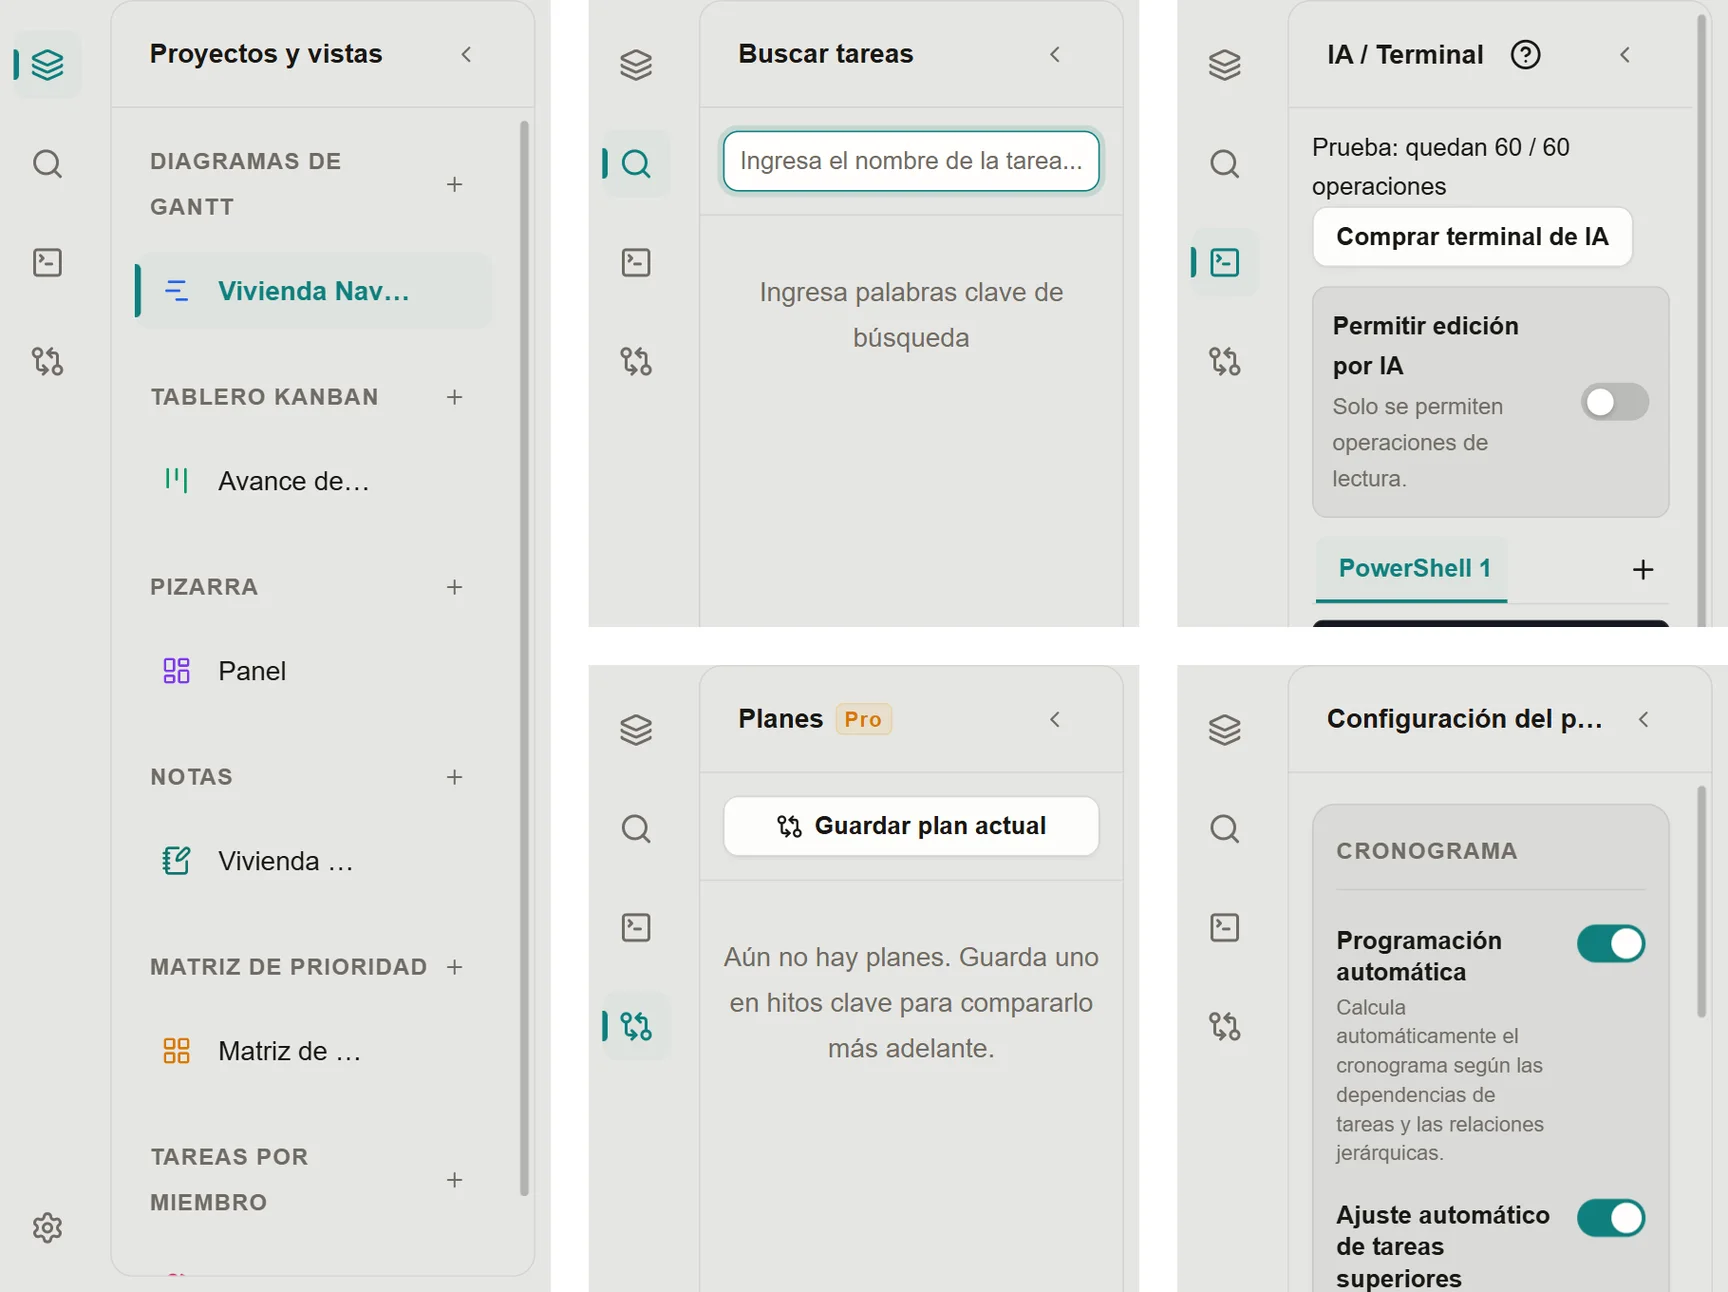 Proyectos y vistas
DIAGRAMAS DE
GANTT
Vivienda Nav...
TABLERO KANBAN
Avance de...
PIZARRA
Panel
NOTAS
Vivienda ...
MATRIZ DE PRIORIDAD
Matriz de ...
TAREAS POR
MIEMBRO
Buscar tareas
Ingresa el nombre de la tarea...
Ingresa palabras clave de
búsqueda
IA / Terminal
Prueba: quedan 60 / 60
operaciones
Comprar terminal de IA
Permitir edición
por IA
Solo se permiten
operaciones de
lectura.
PowerShell 1
Planes Pro
Guardar plan actual
Aún no hay planes. Guarda uno
en hitos clave para compararlo
más adelante.
Configuración del p...
CRONOGRAMA
Programación
automática
Calcula
automáticamente el
cronograma según las
dependencias de
tareas y las relaciones
jerárquicas.
Ajuste automático
de tareas
superiores